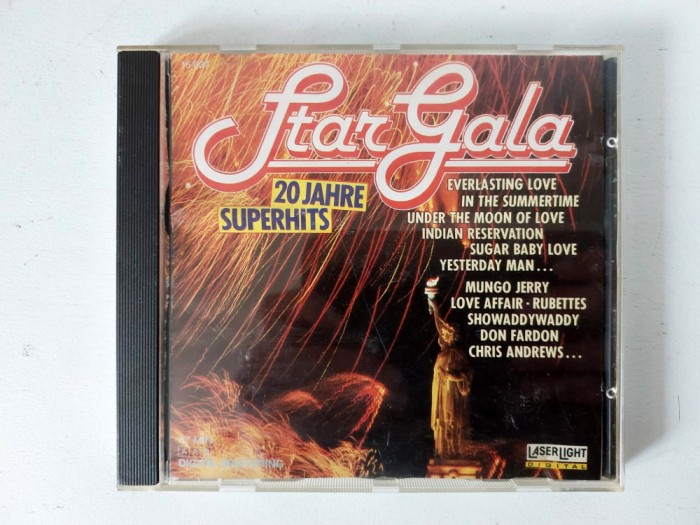 Star Gala
20 JAHRE
SUPERHITS
EVERLASTING LOVE
IN THE SUMMERTIME
UNDER THE MOON OF LOVE
INDIAN RESERVATION
SUGAR BABY LOVE
YESTERDAY MAN...
MUNGO JERRY
LOVE AFFAIR · RUBETTES
SHOWADDYWADDY
DON FARDON
CHRIS ANDREWS...
LASERLIGHT
DIGITAL